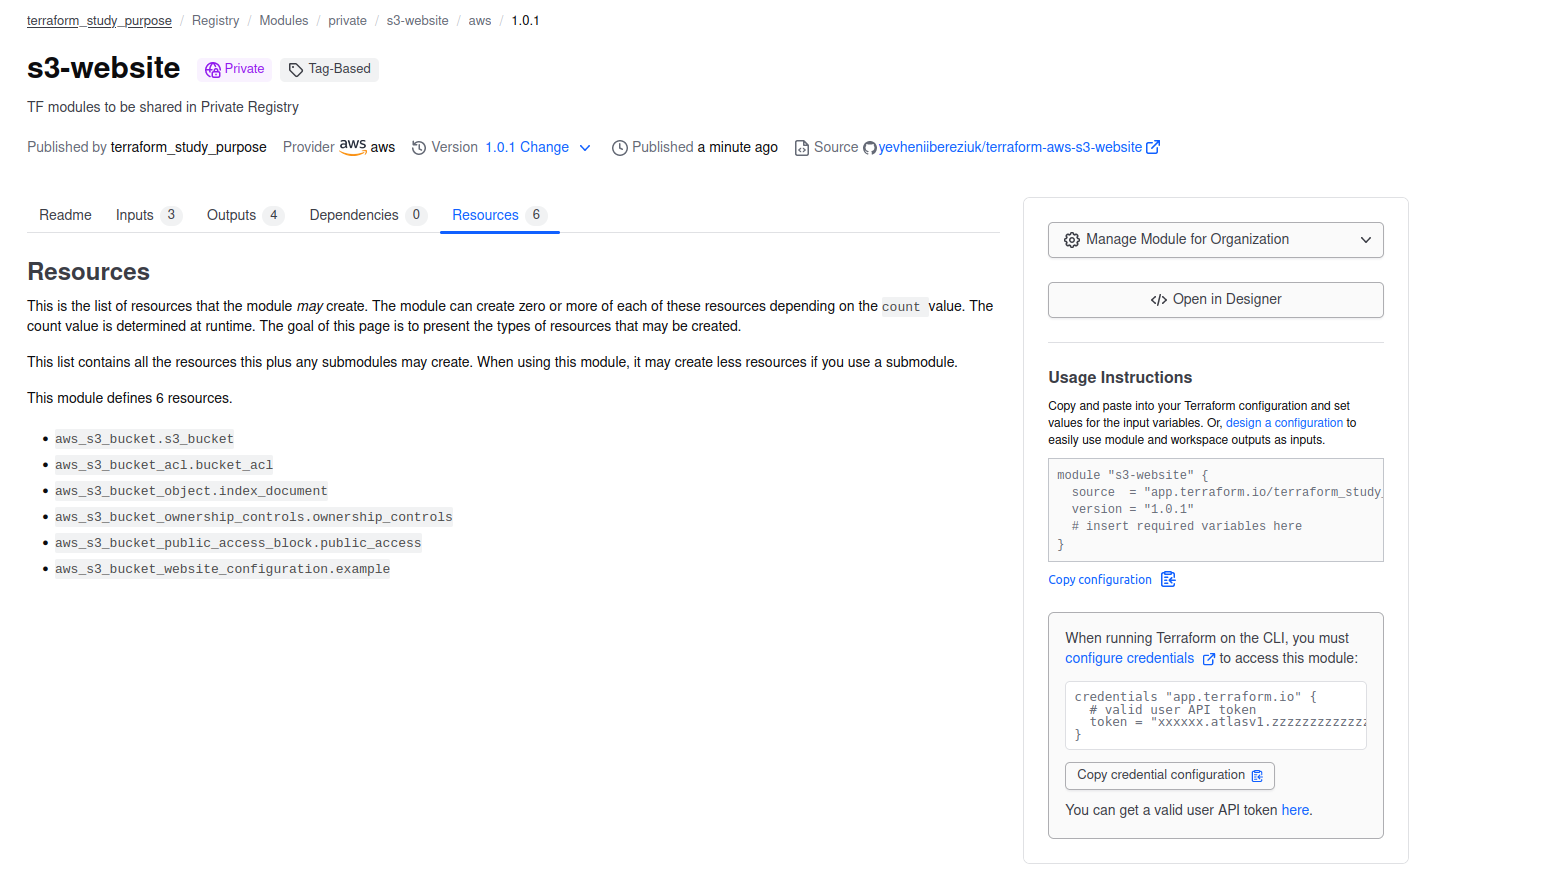 terraform_study_purpose / Registry / Modules / private / s3-website / aws / 1.0.1
s3-website Private Tag-Based
TF modules to be shared in Private Registry
Published by terraform_study_purpose Provider aws aws Version 1.0.1 Change Published a minute ago Source yevheniibereziuk/terraform-aws-s3-website
Readme Inputs 3 Outputs 4 Dependencies 0 Resources 6
Resources
This is the list of resources that the module may create. The module can create zero or more of each of these resources depending on the count value. The
count value is determined at runtime. The goal of this page is to present the types of resources that may be created.
This list contains all the resources this plus any submodules may create. When using this module, it may create less resources if you use a submodule.
This module defines 6 resources.
• aws_s3_bucket.s3_bucket
• aws_s3_bucket_acl.bucket_acl
• aws_s3_bucket_object.index_document
• aws_s3_bucket_ownership_controls.ownership_controls
• aws_s3_bucket_public_access_block.public_access
• aws_s3_bucket_website_configuration.example
Manage Module for Organization
</> Open in Designer
Usage Instructions
Copy and paste into your Terraform configuration and set
values for the input variables. Or, design a configuration to
easily use module and workspace outputs as inputs.
module "s3-website" {
source = "app.terraform.io/terraform_study_
version = "1.0.1"
# insert required variables here
}
Copy configuration
When running Terraform on the CLI, you must
configure credentials to access this module:
credentials "app.terraform.io" {
# valid user API token
token = "xxxxxx.atlasv1.zzzzzzzzzzzzz
}
Copy credential configuration
You can get a valid user API token here.